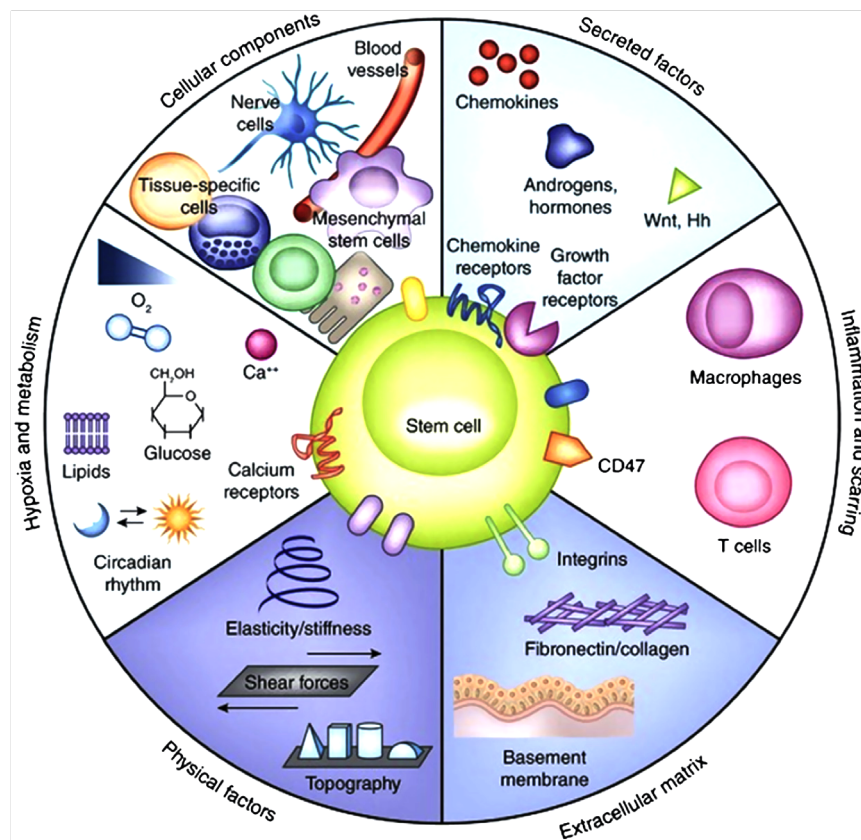 Cellular components
Blood
vessels
Nerve
cells
Tissue-specific
cells
Mesenchymal
stem cells
Secreted factors
Chemokines
Androgens,
hormones
Wnt, Hh
Chemokine
receptors
Growth
factor
receptors
Inflammation and scarring
Macrophages
CD47
T cells
Stem cell
Hypoxia and metabolism
O₂
Ca⁺⁺
CH₂OH
O
Glucose
Lipids
Calcium
receptors
Circadian
rhythm
Physical factors
Elasticity/stiffness
Shear forces
Topography
Extracellular matrix
Integrins
Fibronectin/collagen
Basement
membrane